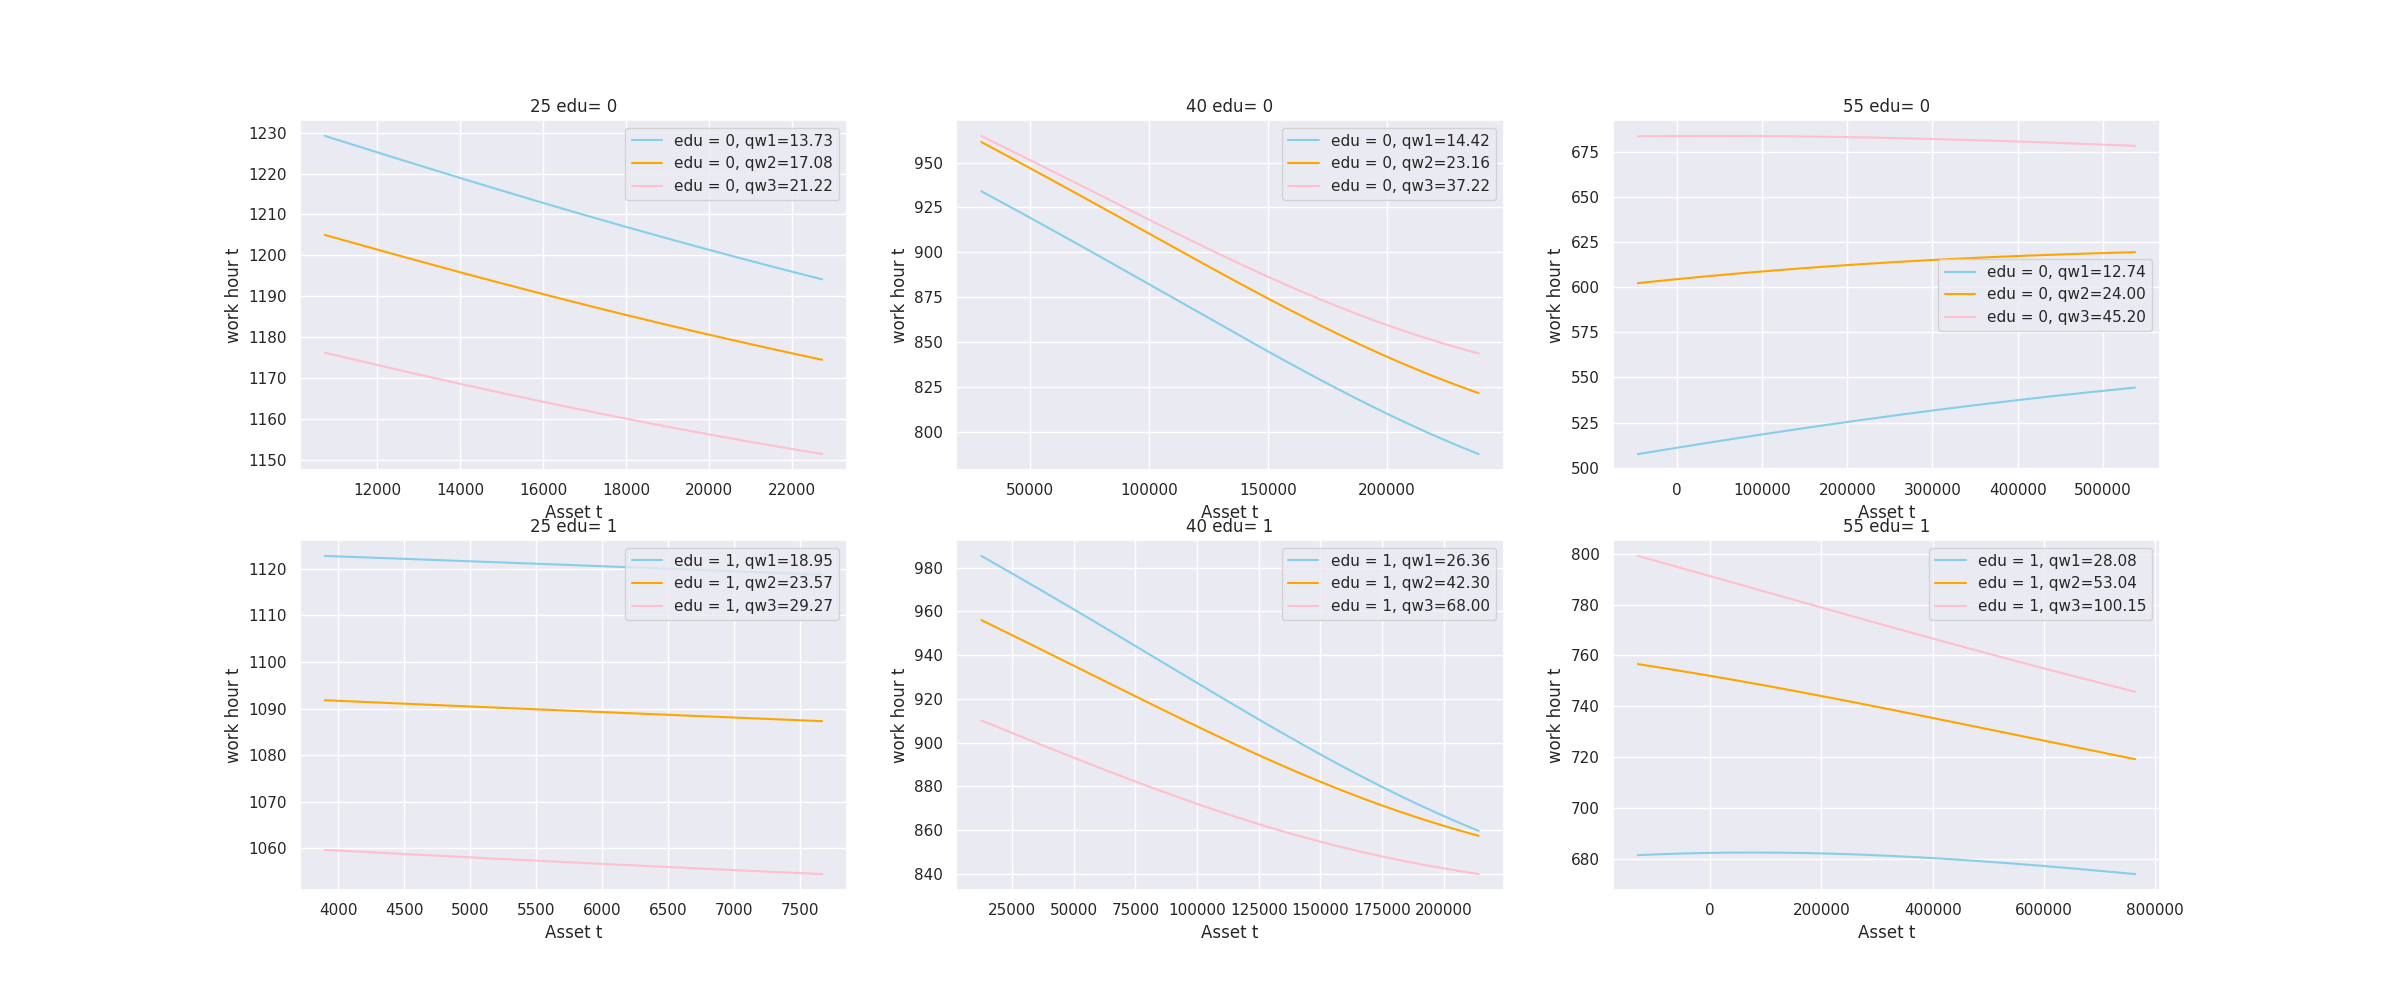 25 edu= 0
1230
1220
1210
1200
1190
1180
1170
1160
1150
work hour t
edu = 0, qw1=13.73
edu = 0, qw2=17.08
edu = 0, qw3=21.22
12000 14000 16000 18000 20000 22000
Asset t
40 edu= 0
950
925
900
875
850
825
800
work hour t
edu = 0, qw1=14.42
edu = 0, qw2=23.16
edu = 0, qw3=37.22
50000 100000 150000 200000
Asset t
55 edu= 0
675
650
625
600
575
550
525
500
work hour t
edu = 0, qw1=12.74
edu = 0, qw2=24.00
edu = 0, qw3=45.20
0 100000 200000 300000 400000 500000
Asset t
25 edu= 1
1120
1110
1100
1090
1080
1070
1060
work hour t
edu = 1, qw1=18.95
edu = 1, qw2=23.57
edu = 1, qw3=29.27
4000 4500 5000 5500 6000 6500 7000 7500
Asset t
40 edu= 1
980
960
940
920
900
880
860
840
work hour t
edu = 1, qw1=26.36
edu = 1, qw2=42.30
edu = 1, qw3=68.00
25000 50000 75000 100000 125000 150000 175000 200000
Asset t
55 edu= 1
800
780
760
740
720
700
680
work hour t
edu = 1, qw1=28.08
edu = 1, qw2=53.04
edu = 1, qw3=100.15
0 200000 400000 600000 800000
Asset t